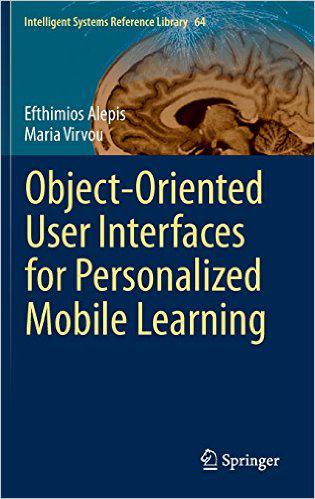 Intelligent Systems Reference Library 64
Efthimios Alepis
Maria Virvou
Object-Oriented
User Interfaces
for Personalized
Mobile Learning
Springer